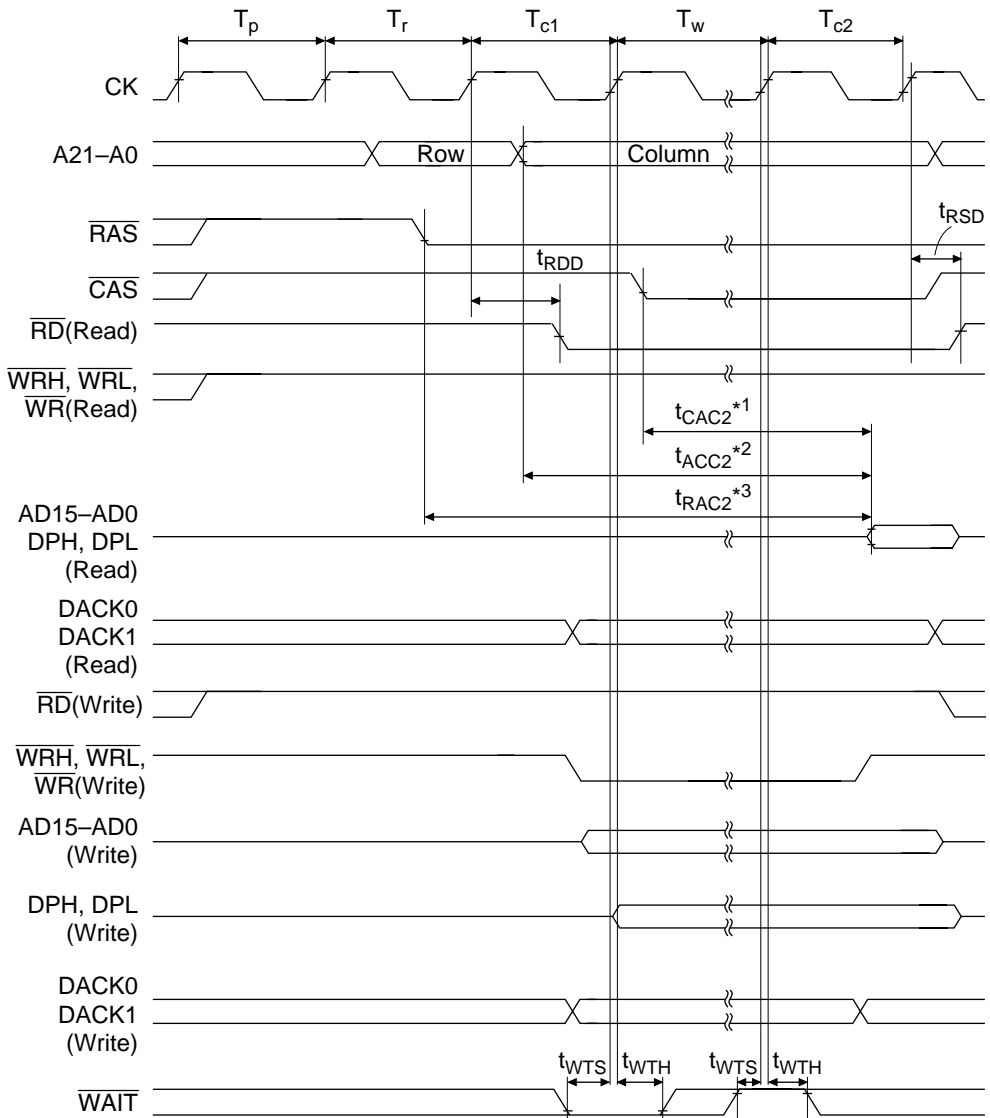 Tp Tr Tc1 Tw Tc2
CK
A21–A0 Row Column
tRSD
RAS
tRDD
CAS
RD(Read)
WRH, WRL,
WR(Read)
tCAC2*1
tACC2*2
tRAC2*3
AD15–AD0
DPH, DPL
(Read)
DACK0
DACK1
(Read)
RD(Write)
WRH, WRL,
WR(Write)
AD15–AD0
(Write)
DPH, DPL
(Write)
DACK0
DACK1
(Write)
tWTS tWTH tWTS tWTH
WAIT